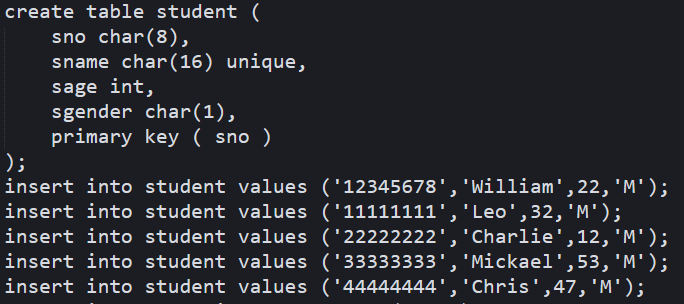 create table student (
    sno char(8),
    sname char(16) unique,
    sage int,
    sgender char(1),
    primary key ( sno )
);
insert into student values ('12345678','William',22,'M');
insert into student values ('11111111','Leo',32,'M');
insert into student values ('22222222','Charlie',12,'M');
insert into student values ('33333333','Mickael',53,'M');
insert into student values ('44444444','Chris',47,'M');